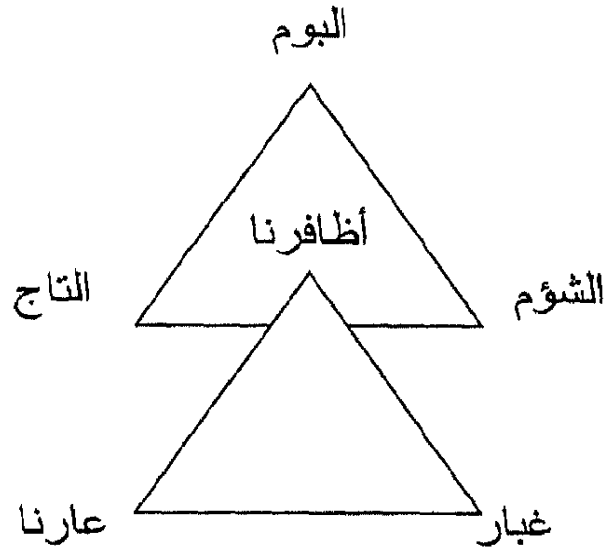 البوم
أظافرنا
الشؤم
التاج
غبار
عارنا